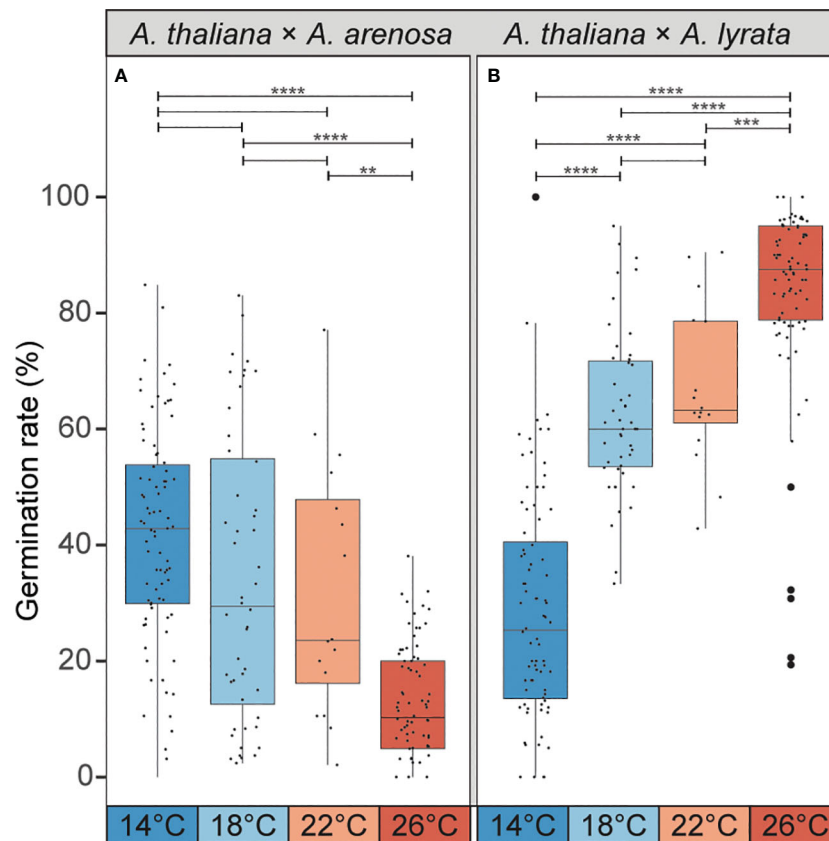 A. thaliana × A. arenosa
A. thaliana × A. lyrata
A
B
****
****
**
****
****
***
****
****
Germination rate (%)
100
80
60
40
20
0
14°C 18°C 22°C 26°C
14°C 18°C 22°C 26°C